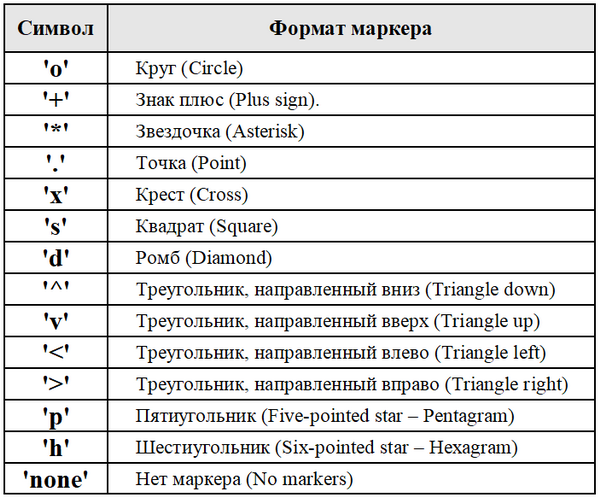 Символ Формат маркера
'o' Круг (Circle)
'+' Знак плюс (Plus sign).
'*' Звездочка (Asterisk)
'.' Точка (Point)
'x' Крест (Cross)
's' Квадрат (Square)
'd' Ромб (Diamond)
'^' Треугольник, направленный вниз (Triangle down)
'v' Треугольник, направленный вверх (Triangle up)
'<' Треугольник, направленный влево (Triangle left)
'>' Треугольник, направленный вправо (Triangle right)
'p' Пятиугольник (Five-pointed star – Pentagram)
'h' Шестиугольник (Six-pointed star – Hexagram)
'none' Нет маркера (No markers)